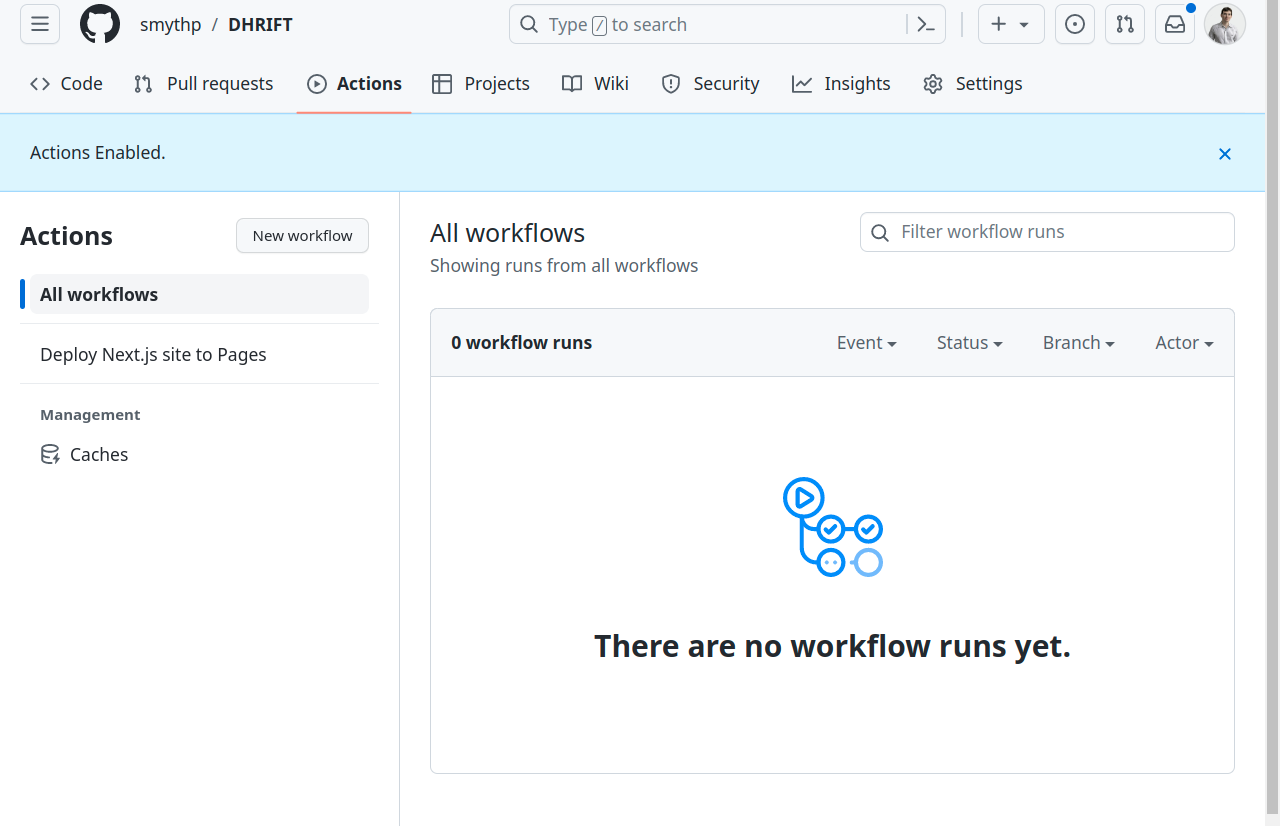 smythp / DHRIFT
Type / to search
Code
Pull requests
Actions
Projects
Wiki
Security
Insights
Settings
Actions Enabled.
Actions
New workflow
All workflows
Deploy Next.js site to Pages
Management
Caches
All workflows
Showing runs from all workflows
Filter workflow runs
0 workflow runs
Event
Status
Branch
Actor
There are no workflow runs yet.